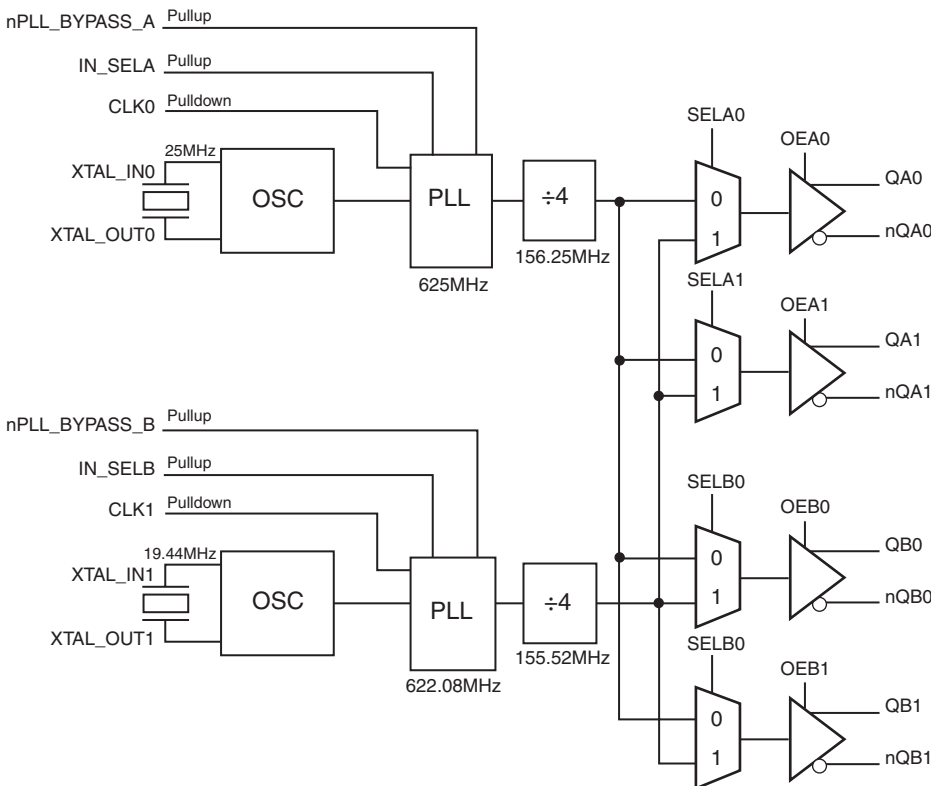 nPLL_BYPASS_A Pullup
IN_SELA Pullup
CLK0 Pulldown
XTAL_IN0
25MHz
XTAL_OUT0
OSC
PLL
625MHz
÷4
156.25MHz
SELA0
0
1
OEA0
QA0
nQA0
SELA1
0
1
OEA1
QA1
nQA1
nPLL_BYPASS_B Pullup
IN_SELB Pullup
CLK1 Pulldown
XTAL_IN1
19.44MHz
XTAL_OUT1
OSC
PLL
622.08MHz
÷4
155.52MHz
SELB0
0
1
OEB0
QB0
nQB0
SELB0
0
1
OEB1
QB1
nQB1